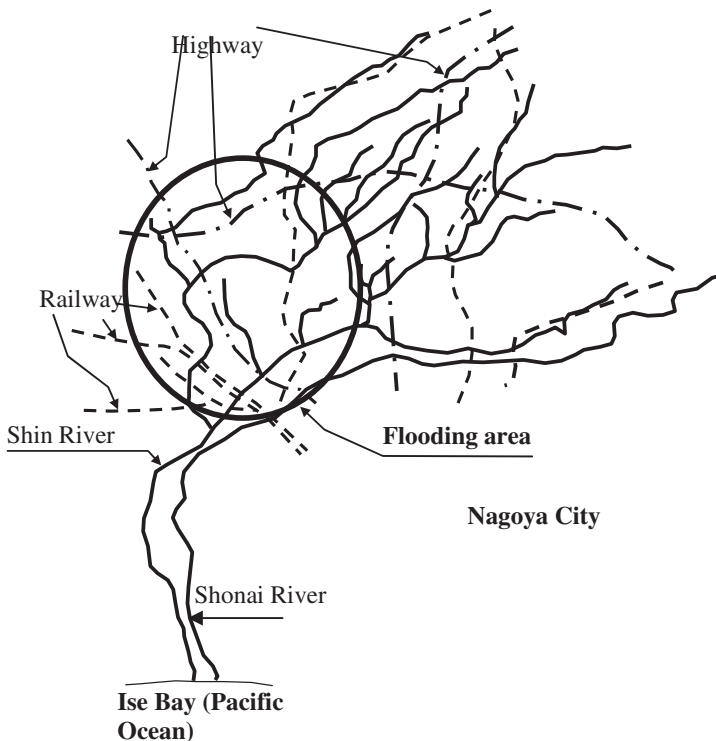 Highway
Railway
Shin River
Flooding area
Nagoya City
Shonai River
Ise Bay (Pacific
Ocean)